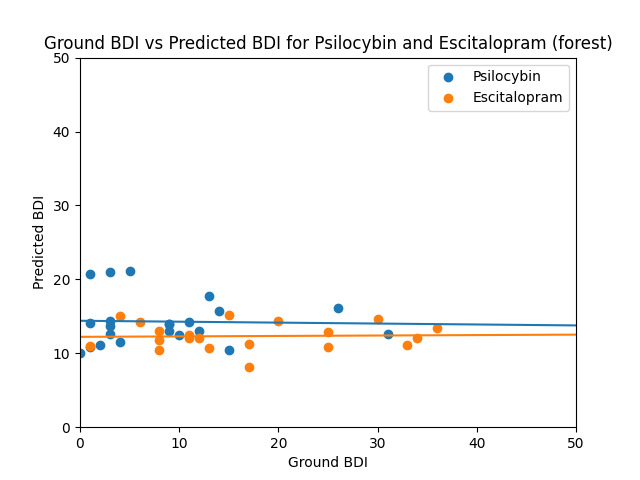 Ground BDI vs Predicted BDI for Psilocybin and Escitalopram (forest)
50
40
30
20
10
0
Predicted BDI
Psilocybin
Escitalopram
0 10 20 30 40 50
Ground BDI